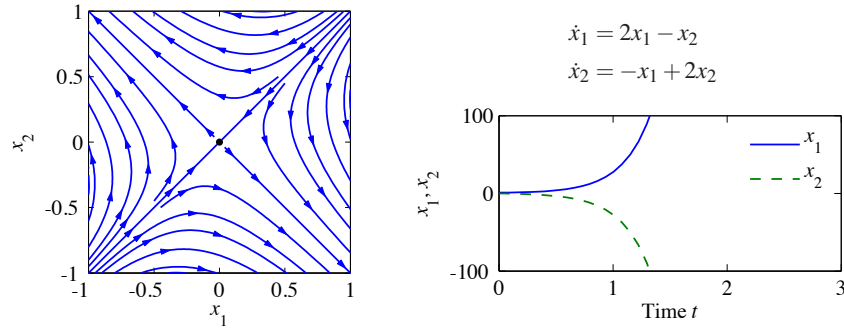 1
0.5
0
-0.5
-1
x₂
-1
-0.5
0
0.5
1
x₁
ẋ₁ = 2x₁ − x₂
ẋ₂ = −x₁ + 2x₂
100
0
-100
x₁, x₂
x₁
x₂
0
1
2
3
Time t